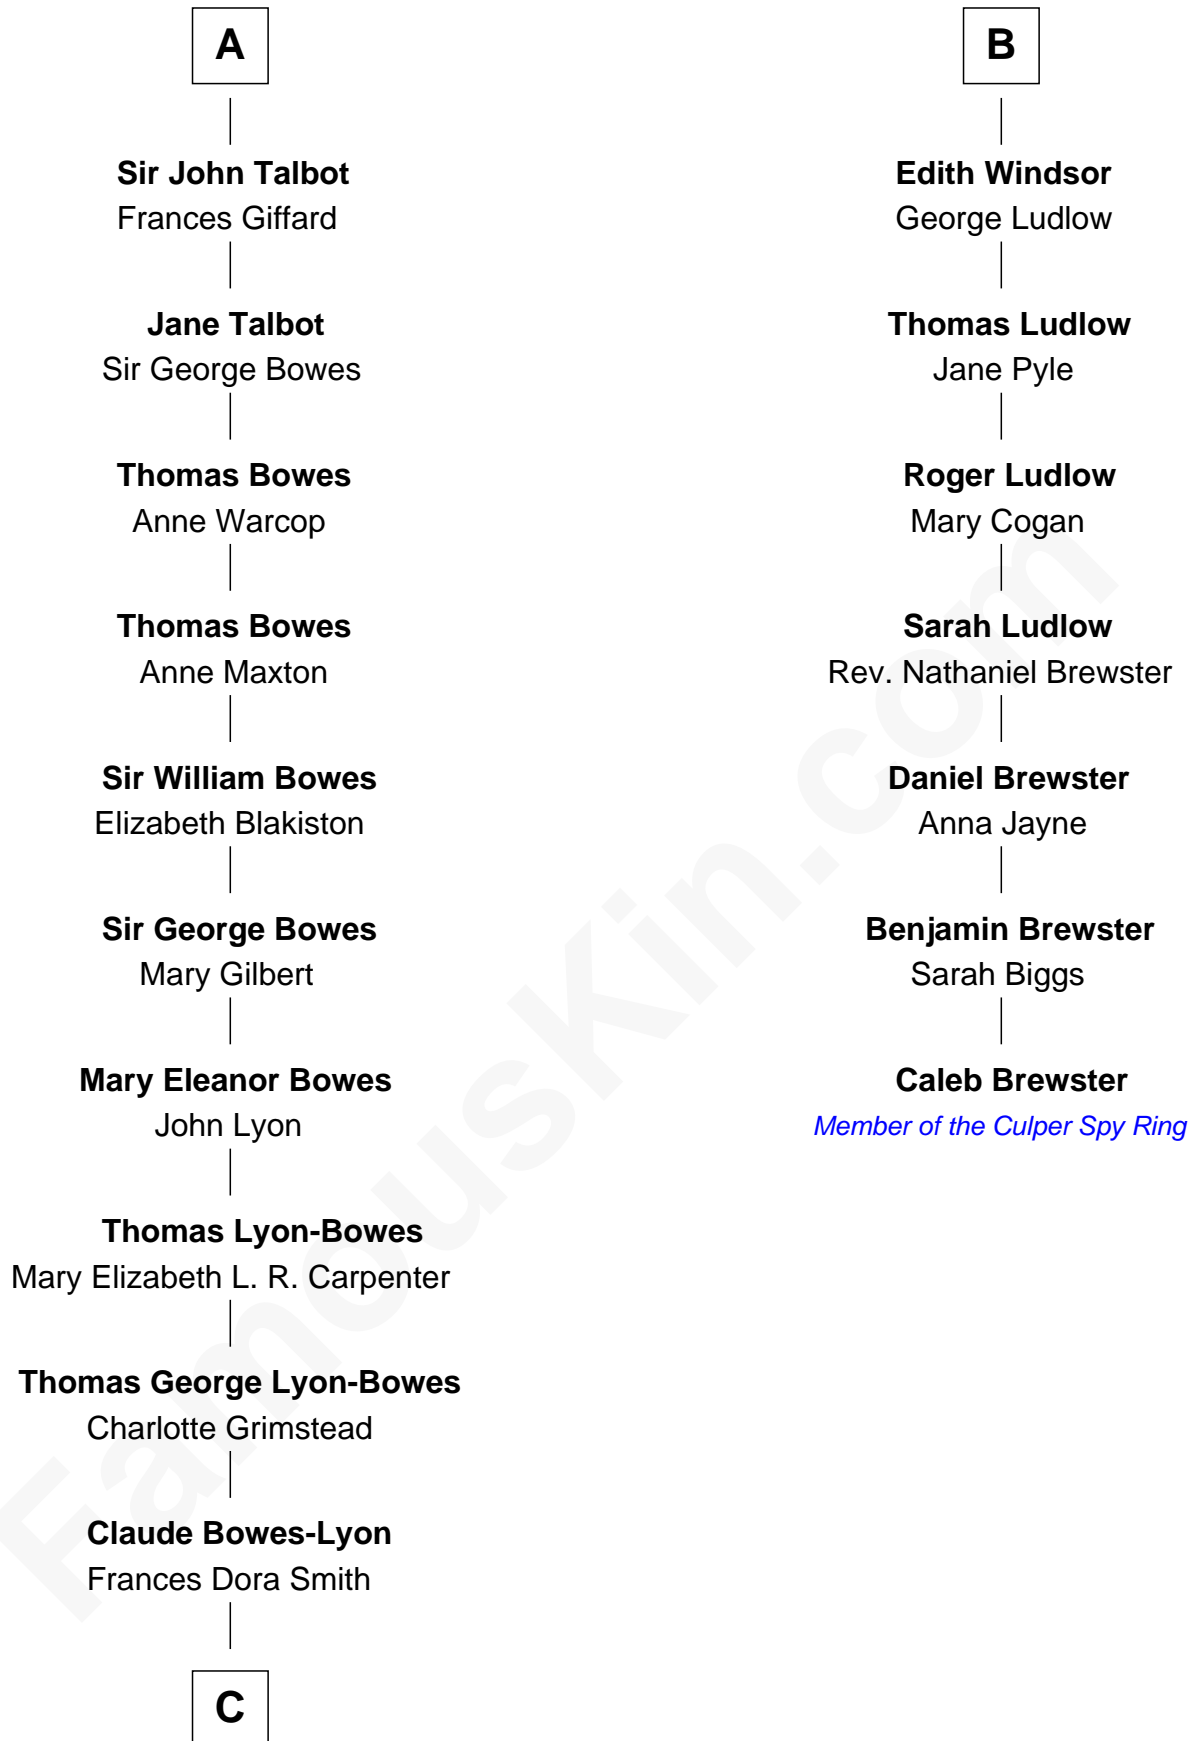 A
Sir John Talbot
Frances Giffard
Jane Talbot
Sir George Bowes
Thomas Bowes
Anne Warcop
Thomas Bowes
Anne Maxton
Sir William Bowes
Elizabeth Blakiston
Sir George Bowes
Mary Gilbert
Mary Eleanor Bowes
John Lyon
Thomas Lyon-Bowes
Mary Elizabeth L. R. Carpenter
Thomas George Lyon-Bowes
Charlotte Grimstead
Claude Bowes-Lyon
Frances Dora Smith
C
B
Edith Windsor
George Ludlow
Thomas Ludlow
Jane Pyle
Roger Ludlow
Mary Cogan
Sarah Ludlow
Rev. Nathaniel Brewster
Daniel Brewster
Anna Jayne
Benjamin Brewster
Sarah Biggs
Caleb Brewster
Member of the Culper Spy Ring
FamousKin.com